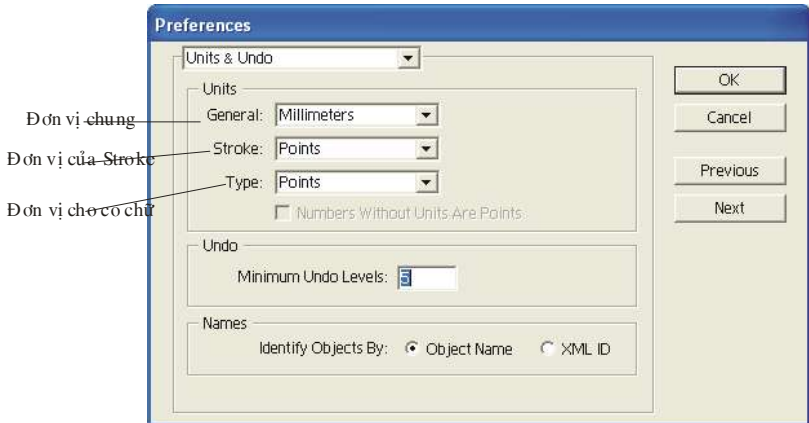 Preferences
Units & Undo
OK
Units
Đơn vị chung General: Millimeters
Cancel
Đơn vị của Stroke Stroke: Points
Previous
Type: Points
Đơn vị cho cỡ chữ Numbers Without Units Are Points
Next
Undo
Minimum Undo Levels: 5
Names
Identify Objects By: Object Name XML ID